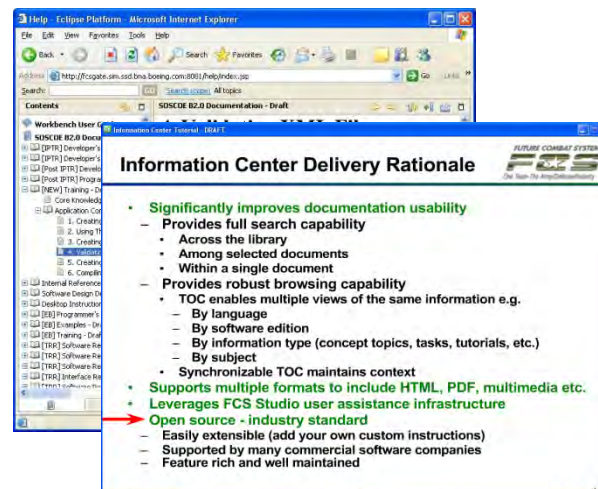 Help - Eclipse Platform - Microsoft Internet Explorer
File Edit View Favorites Tools Help
Back Search Favorites
Address http://fcsgate.sim.ssd.bna.boeing.com:8081/help/index.jsp Go Links
Search: GO Search scope: All topics
Contents SOSCOE B2.0 Documentation - Draft
Workbench User
SOSCOE B2.0 Docu
[IPTR] Developer's
[IPTR] Developer's
[Post IPTR] Develo
[Post IPTR] Progra
[NEW] Training - D
Core Knowled
Application Co
1. Creating
2. Using Th
3. Creating
4. Validat
5. Creating
6. Compilin
Internal Reference
Software Design D
Desktop Instruction
[EB] Programmer's
[EB] Examples - Dr
[EB] Training - Draf
[TRR] Software Re
[TRR] Software Re
[TRR] Software Re
[TRR] Interface Re
Information Center Tutorial - DRAFT
Information Center Delivery Rationale
FUTURE COMBAT SYSTEM
FCS
• Significantly improves documentation usability
– Provides full search capability
• Across the library
• Among selected documents
• Within a single document
– Provides robust browsing capability
• TOC enables multiple views of the same information e.g.
– By language
– By software edition
– By information type (concept topics, tasks, tutorials, etc.)
– By subject
• Synchronizable TOC maintains context
• Supports multiple formats to include HTML, PDF, multimedia etc.
• Leverages FCS Studio user assistance infrastructure
Open source - industry standard
– Easily extensible (add your own custom instructions)
– Supported by many commercial software companies
– Feature rich and well maintained